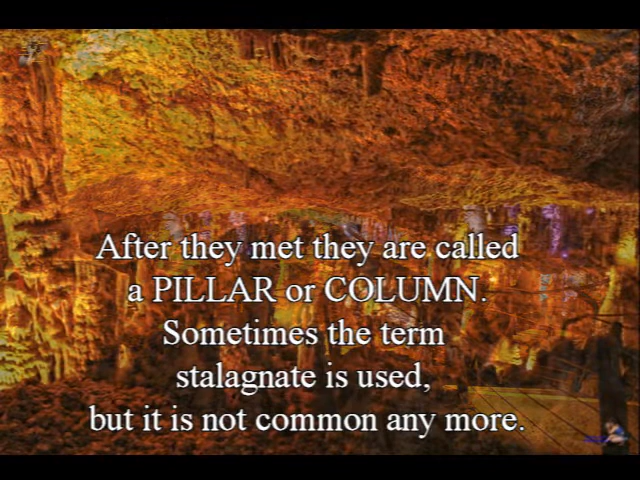 After they met they are called
a PILLAR or COLUMN.
Sometimes the term
stalagnate is used,
but it is not common any more.